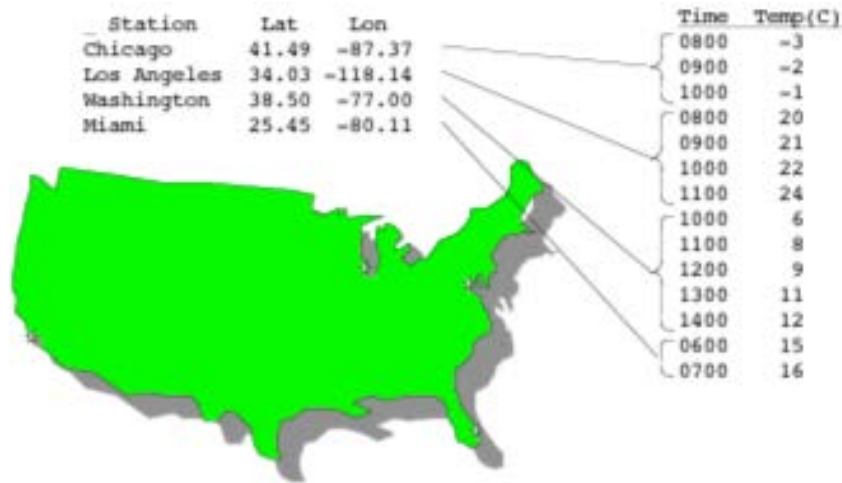 _ Station Lat Lon
Chicago 41.49 -87.37
Los Angeles 34.03 -118.14
Washington 38.50 -77.00
Miami 25.45 -80.11
Time Temp(C)
0800 -3
0900 -2
1000 -1
0800 20
0900 21
1000 22
1100 24
1000 6
1100 8
1200 9
1300 11
1400 12
0600 15
0700 16